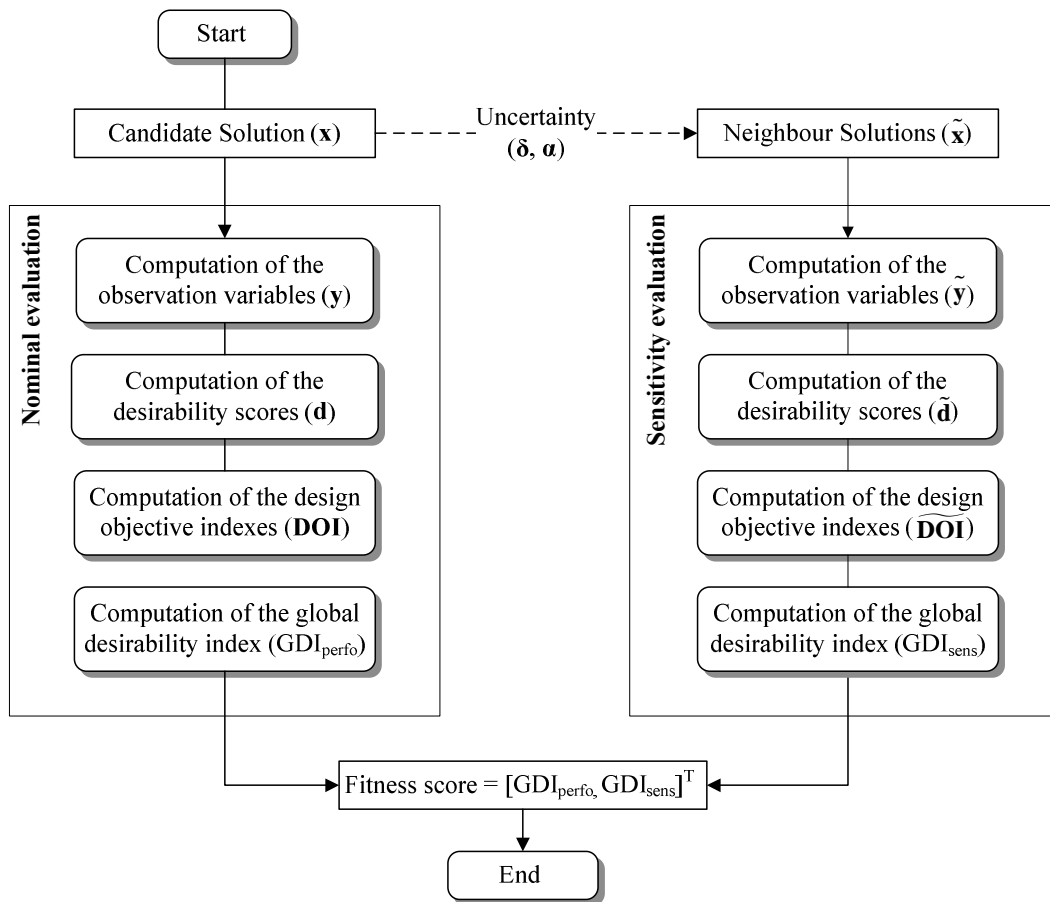 Start
Candidate Solution (x)
Uncertainty
(δ, α)
Neighbour Solutions (x̃)
Nominal evaluation
Computation of the
observation variables (y)
Computation of the
desirability scores (d)
Computation of the design
objective indexes (DOI)
Computation of the global
desirability index (GDIperfo)
Sensitivity evaluation
Computation of the
observation variables (ỹ)
Computation of the
desirability scores (d̃)
Computation of the design
objective indexes (D͠OI)
Computation of the global
desirability index (GDIsens)
Fitness score = [GDIperfo, GDIsens]ᵀ
End